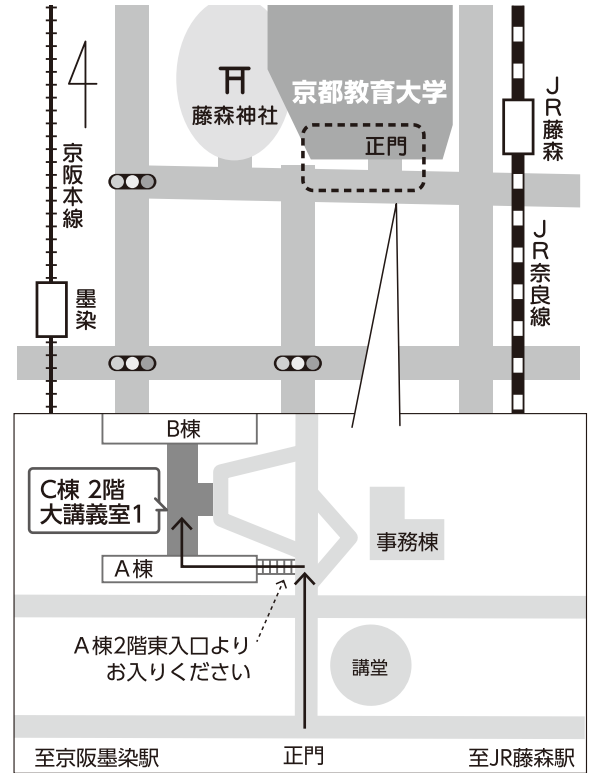 京都教育大学
藤森神社
正門
JR藤森
京阪本線
JR奈良線
墨染
B棟
C棟 2階
大講義室1
事務棟
A棟
A棟2階東入口より
お入りください
講堂
至京阪墨染駅
正門
至JR藤森駅